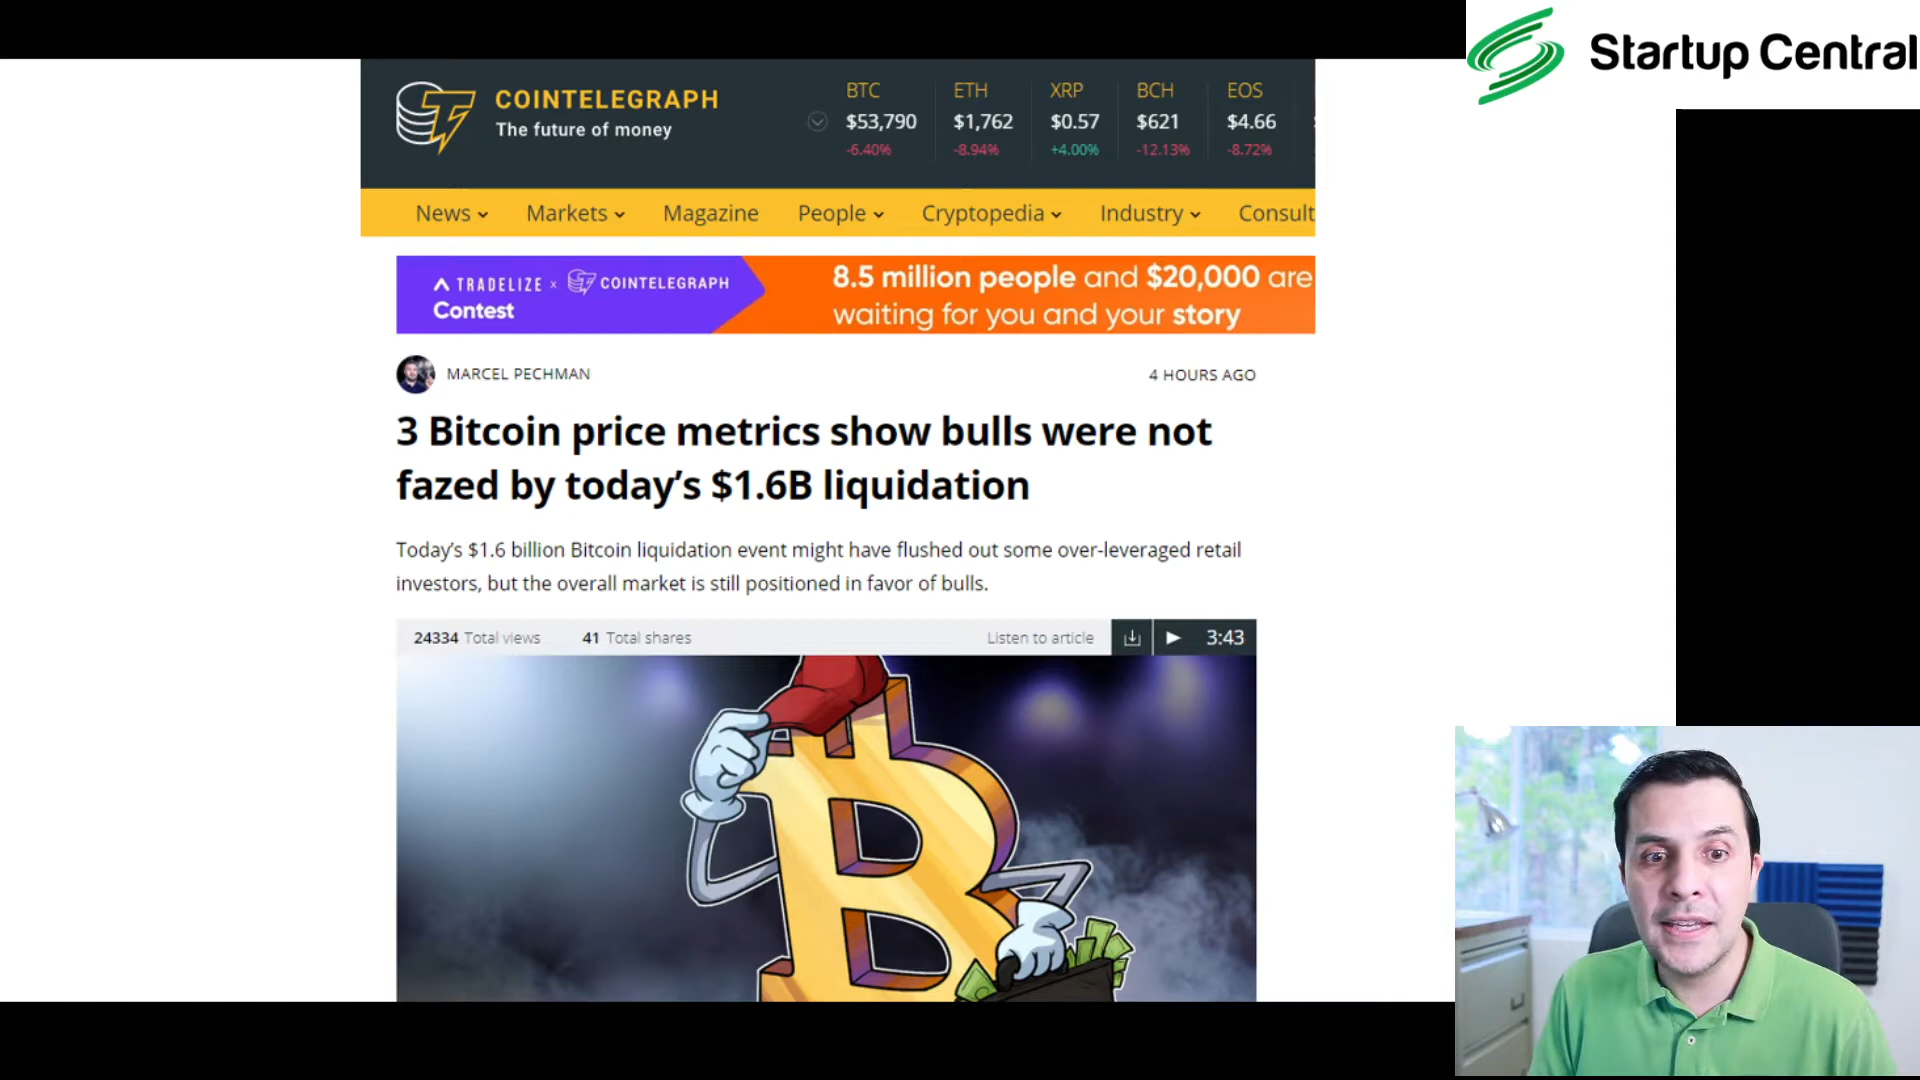 Startup Central
COINTELEGRAPH
The future of money
BTC ETH XRP BCH EOS
$53,790 $1,762 $0.57 $621 $4.66
-6.40% -8.94% +4.00% -12.13% -8.72%
News Markets Magazine People Cryptopedia Industry Consult
TRADELIZE x COINTELEGRAPH
Contest
8.5 million people and $20,000 are
waiting for you and your story
MARCEL PECHMAN
4 HOURS AGO
3 Bitcoin price metrics show bulls were not
fazed by today’s $1.6B liquidation
Today’s $1.6 billion Bitcoin liquidation event might have flushed out some over-leveraged retail
investors, but the overall market is still positioned in favor of bulls.
24334 Total views 41 Total shares Listen to article 3:43